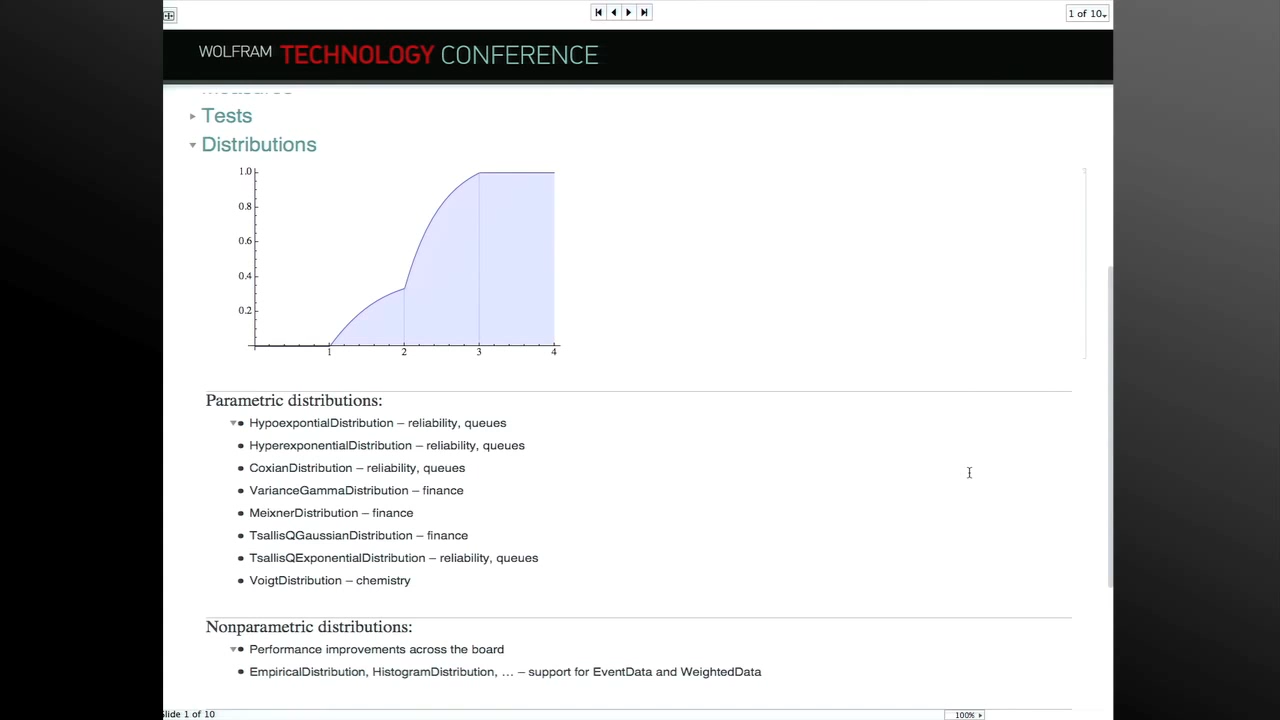 1 of 10
WOLFRAM TECHNOLOGY CONFERENCE
Tests
Distributions
1.0
0.8
0.6
0.4
0.2
1 2 3 4
Parametric distributions:
HypoexpontialDistribution – reliability, queues
HyperexponentialDistribution – reliability, queues
CoxianDistribution – reliability, queues
VarianceGammaDistribution – finance
MeixnerDistribution – finance
TsallisQGaussianDistribution – finance
TsallisQExponentialDistribution – reliability, queues
VoigtDistribution – chemistry
Nonparametric distributions:
Performance improvements across the board
EmpiricalDistribution, HistogramDistribution, … – support for EventData and WeightedData
Slide 1 of 10
100%